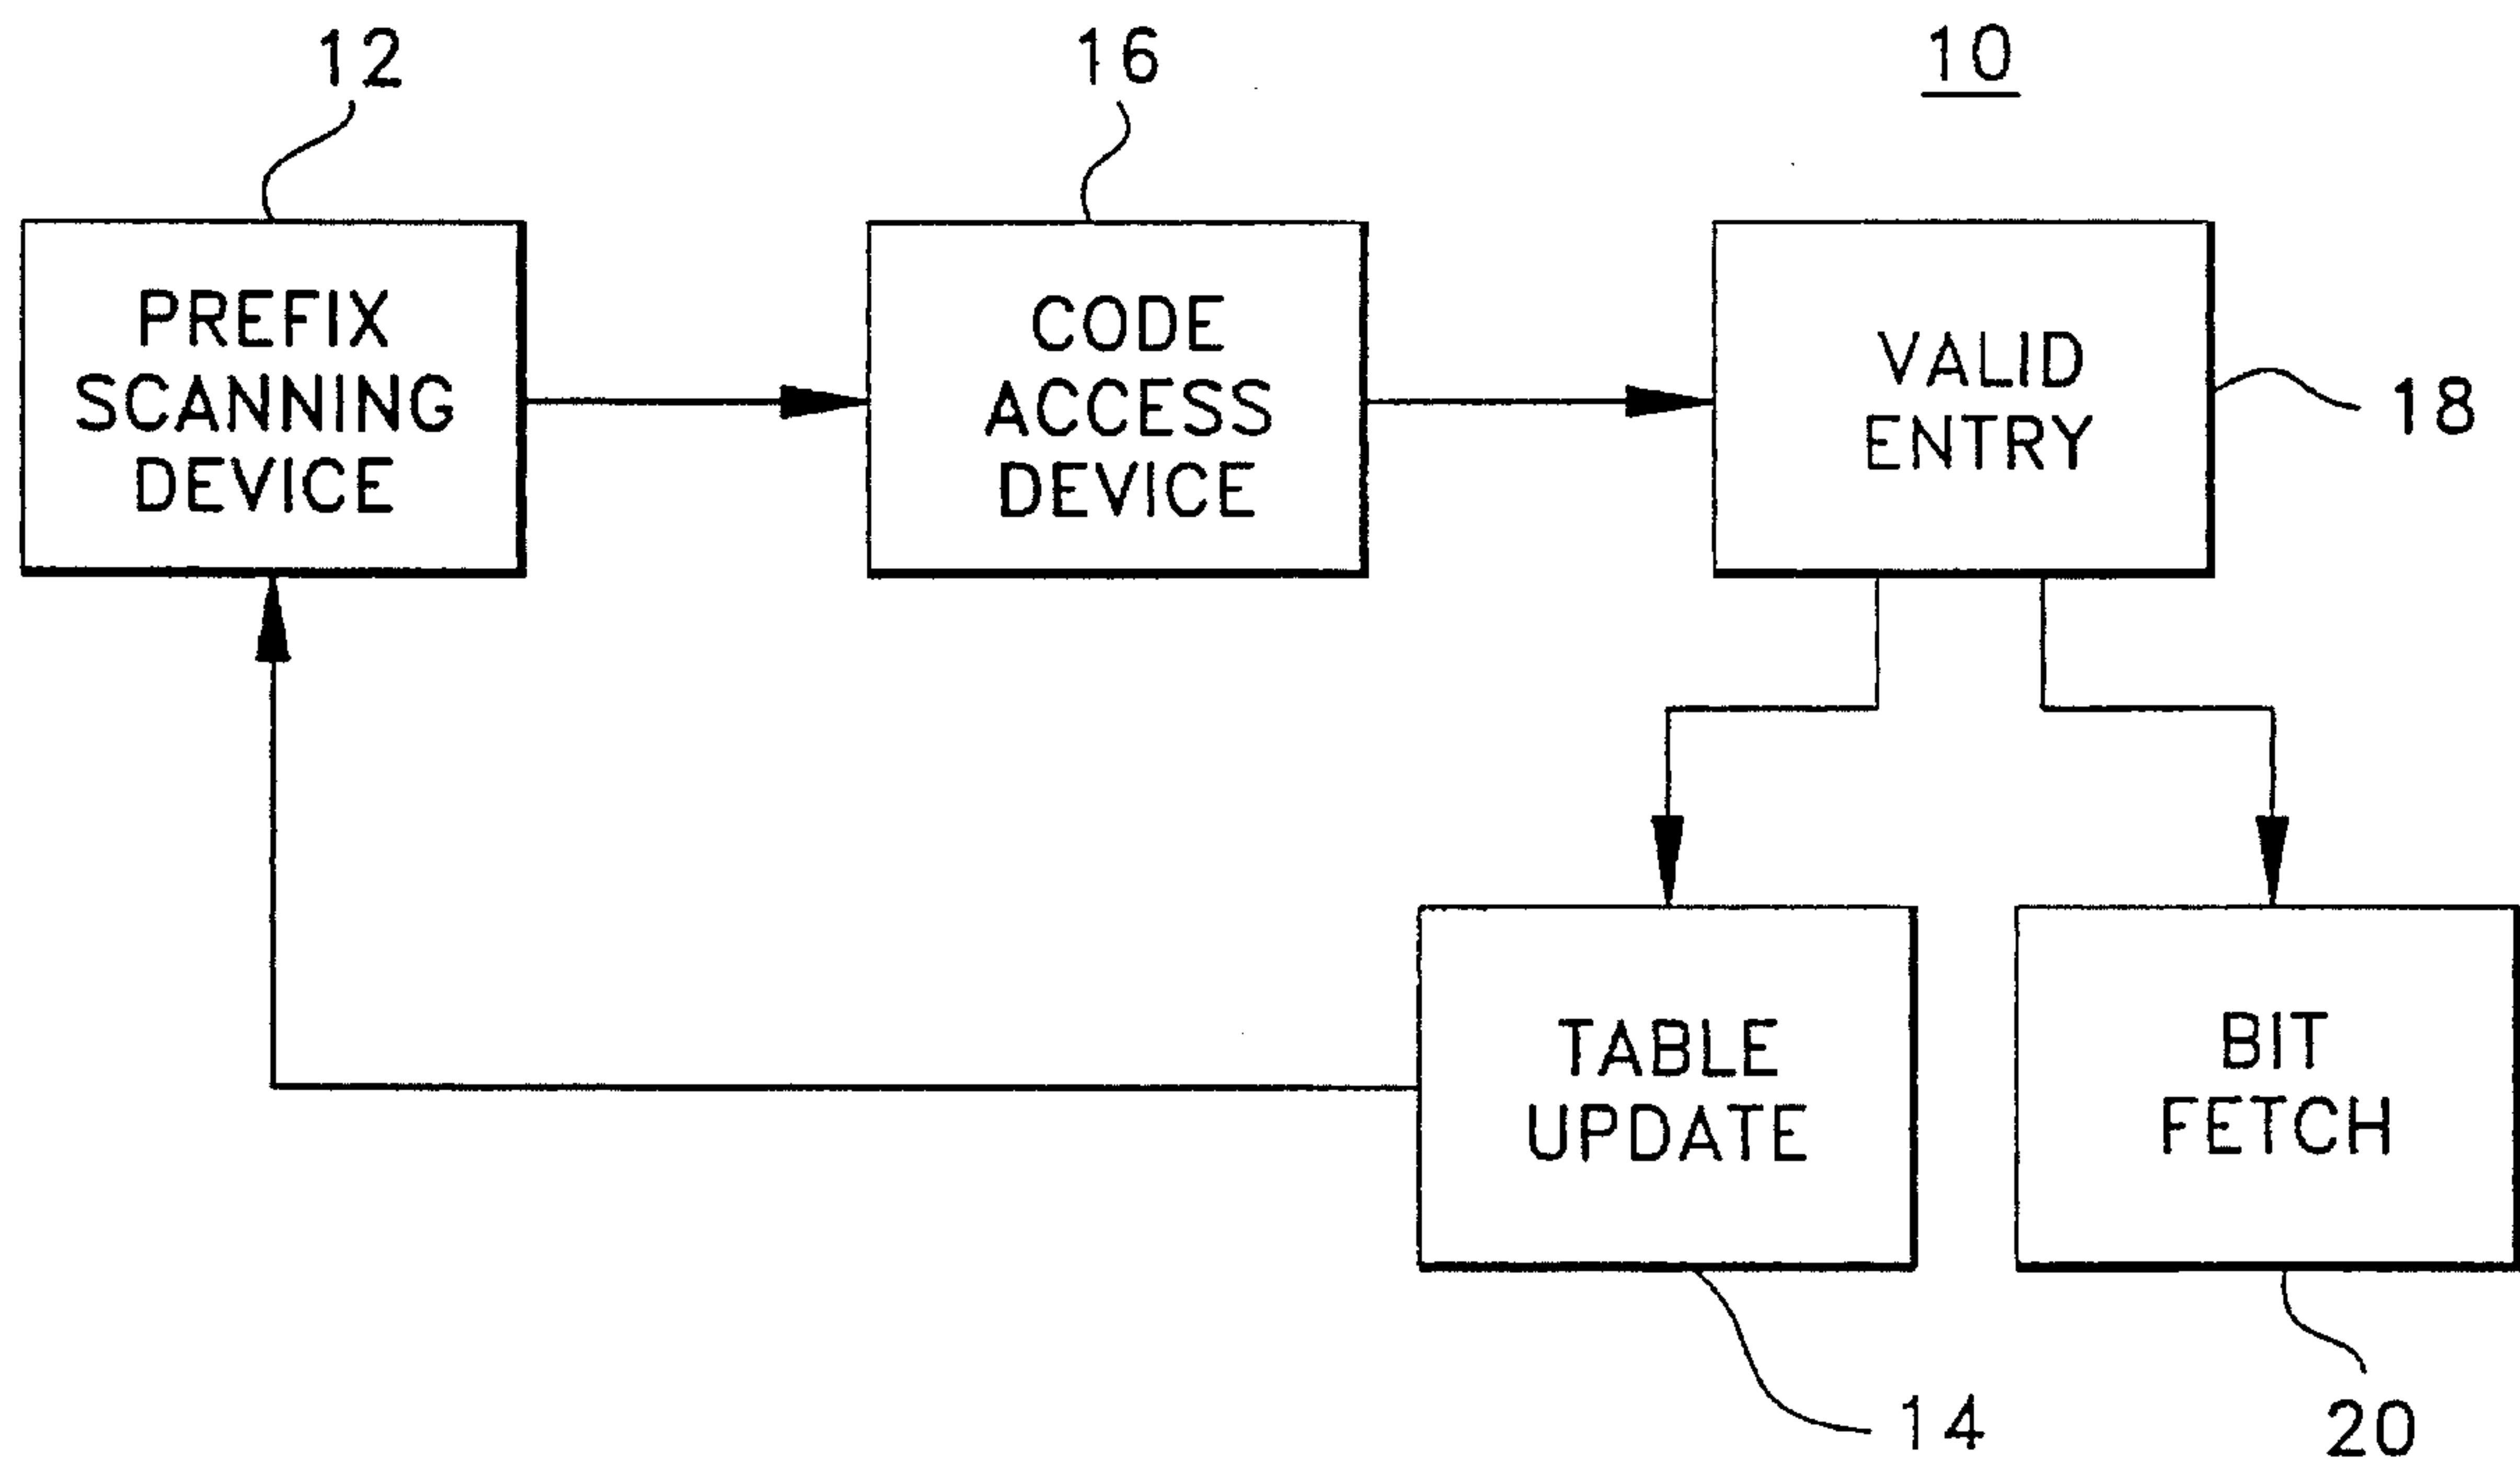 12
16
10
PREFIX
SCANNING
DEVICE
CODE
ACCESS
DEVICE
VALID
ENTRY
18
TABLE
UPDATE
BIT
FETCH
14
20